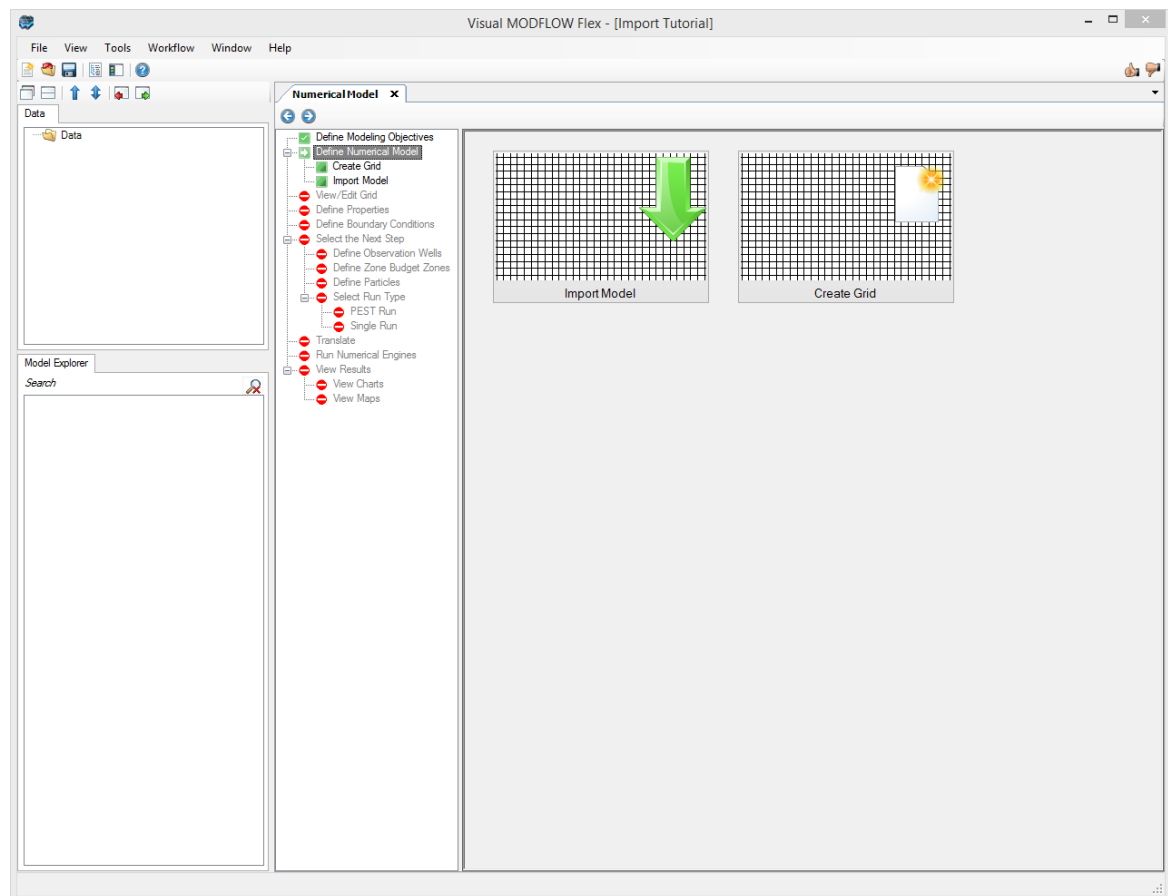 Visual MODFLOW Flex - [Import Tutorial]
File View Tools Workflow Window Help
NumericalModel
Data
Data
Define Modeling Objectives
Define Numerical Model
Create Grid
Import Model
View/Edit Grid
Define Properties
Define Boundary Conditions
Select the Next Step
Define Observation Wells
Define Zone Budget Zones
Define Particles
Select Run Type
PEST Run
Single Run
Translate
Run Numerical Engines
View Results
View Charts
View Maps
Import Model
Create Grid
Model Explorer
Search